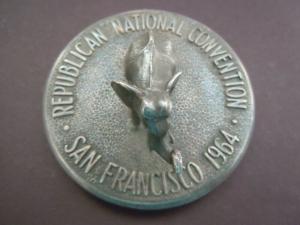 · REPUBLICAN NATIONAL CONVENTION ·
SAN FRANCISCO 1964